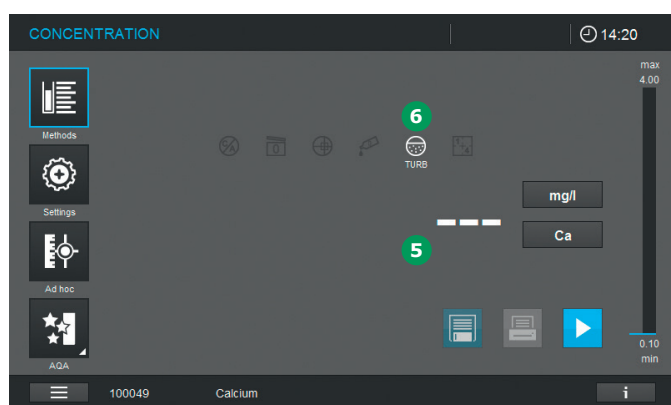 CONCENTRATION
14:20
max
4.00
6
Methods
0
TURB
mg/l
Settings
5
Ca
Ad hoc
0.10
min
AQA
100049 Calcium
i